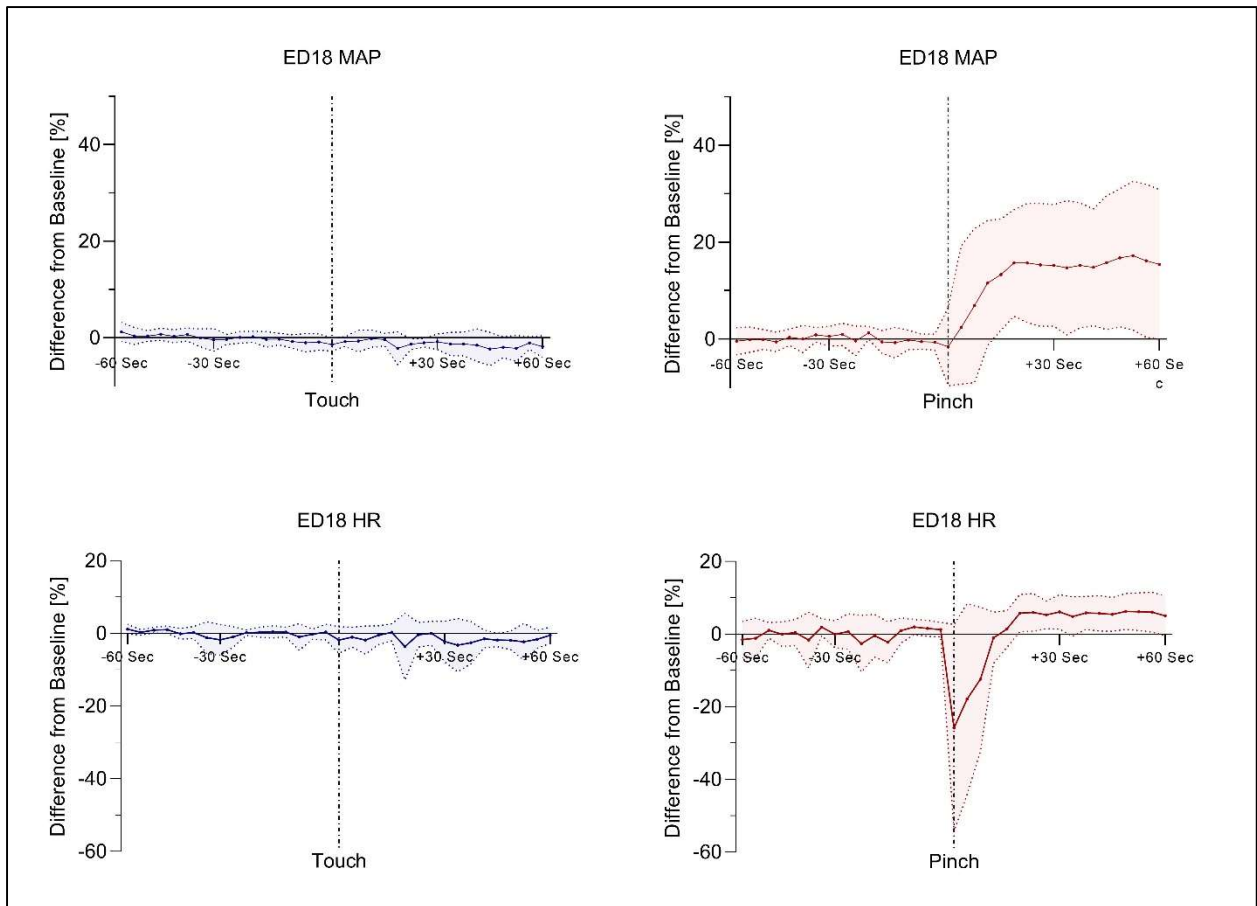 ED18 MAP
Difference from Baseline [%]
40
20
0
-60 Sec
-30 Sec
+30 Sec
+60 Sec
Touch
ED18 MAP
Difference from Baseline [%]
40
20
0
-60 Sec
-30 Sec
+30 Sec
+60 Se
c
Pinch
ED18 HR
Difference from Baseline [%]
20
0
-20
-40
-60
-60 Sec
-30 Sec
+30 Sec
+60 Sec
Touch
ED18 HR
Difference from Baseline [%]
20
0
-20
-40
-60
-60 Sec
-30 Sec
+30 Sec
+60 Sec
Pinch